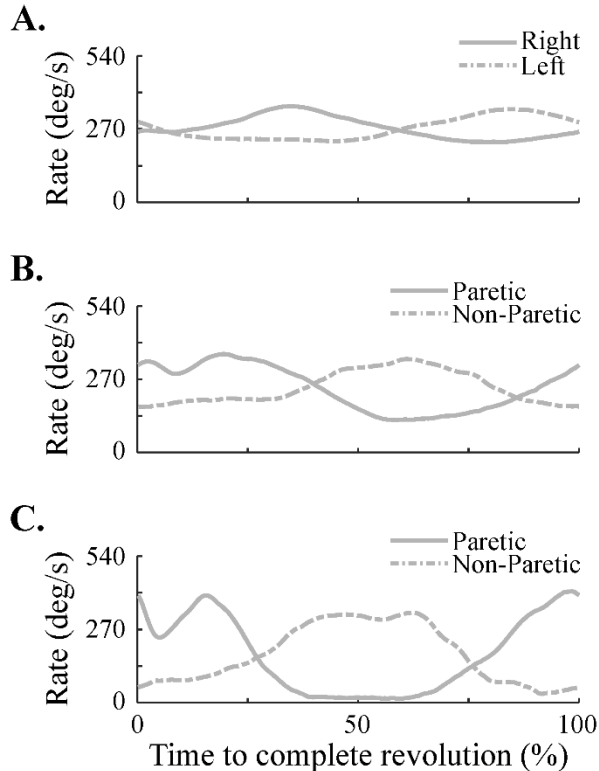 A.
Right
Left
540
270
0
Rate (deg/s)
B.
Paretic
Non-Paretic
540
270
0
Rate (deg/s)
C.
Paretic
Non-Paretic
540
270
0
Rate (deg/s)
0 50 100
Time to complete revolution (%)